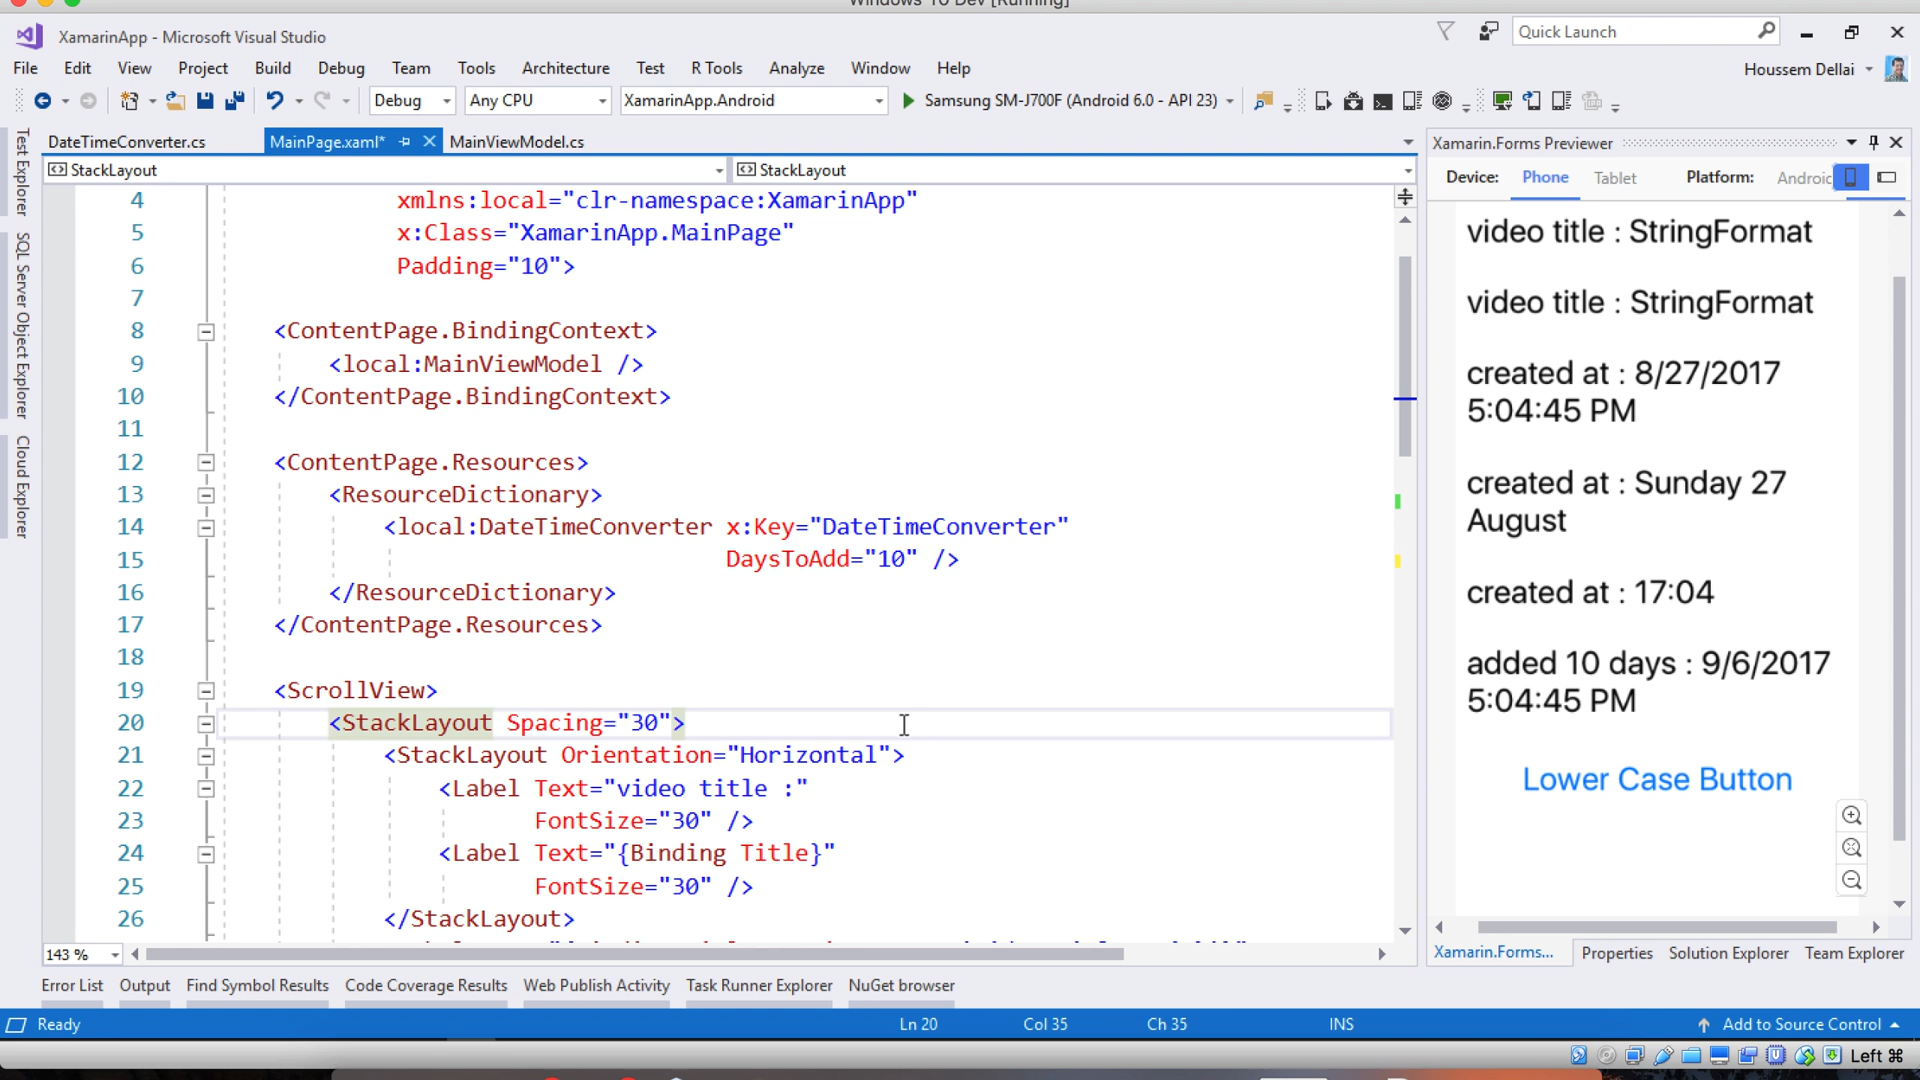 Windows 10 Dev [Running]
XamarinApp - Microsoft Visual Studio
Quick Launch
File Edit View Project Build Debug Team Tools Architecture Test R Tools Analyze Window Help
Houssem Dellai
Debug Any CPU XamarinApp.Android Samsung SM-J700F (Android 6.0 - API 23)
Test Explorer
SQL Server Object Explorer
Cloud Explorer
DateTimeConverter.cs MainPage.xaml* MainViewModel.cs
StackLayout StackLayout
4 xmlns:local="clr-namespace:XamarinApp"
5 x:Class="XamarinApp.MainPage"
6 Padding="10">
7
8 <ContentPage.BindingContext>
9 <local:MainViewModel />
10 </ContentPage.BindingContext>
11
12 <ContentPage.Resources>
13 <ResourceDictionary>
14 <local:DateTimeConverter x:Key="DateTimeConverter"
15 DaysToAdd="10" />
16 </ResourceDictionary>
17 </ContentPage.Resources>
18
19 <ScrollView>
20 <StackLayout Spacing="30">
21 <StackLayout Orientation="Horizontal">
22 <Label Text="video title :"
23 FontSize="30" />
24 <Label Text="{Binding Title}"
25 FontSize="30" />
26 </StackLayout>
143 %
Xamarin.Forms Previewer
Device: Phone Tablet Platform: Android
video title : StringFormat
video title : StringFormat
created at : 8/27/2017
5:04:45 PM
created at : Sunday 27
August
created at : 17:04
added 10 days : 9/6/2017
5:04:45 PM
Lower Case Button
Xamarin.Forms... Properties Solution Explorer Team Explorer
Error List Output Find Symbol Results Code Coverage Results Web Publish Activity Task Runner Explorer NuGet browser
Ready Ln 20 Col 35 Ch 35 INS Add to Source Control
Left ⌘